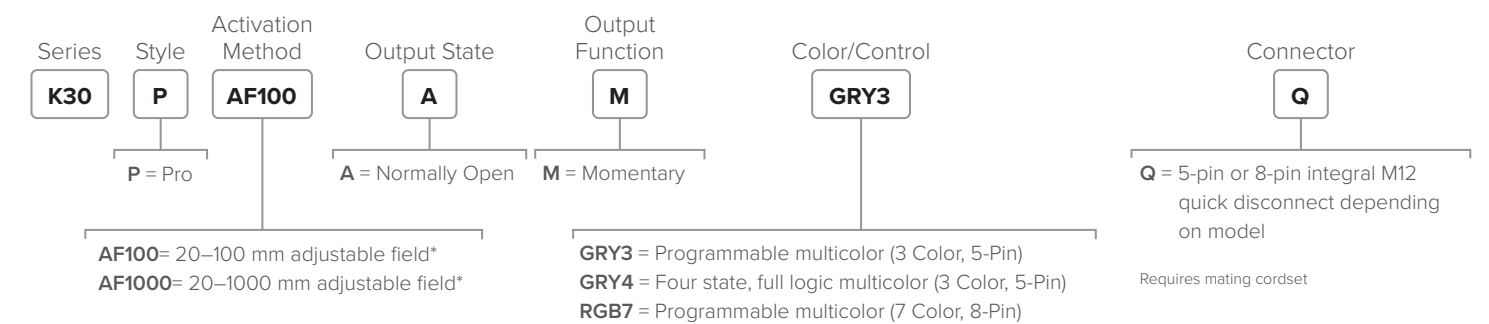 Series
Style
Activation
Method
Output State
Output
Function
Color/Control
Connector
K30
P
AF100
A
M
GRY3
Q
P = Pro
A = Normally Open
M = Momentary
Q = 5-pin or 8-pin integral M12
quick disconnect depending
on model
AF100= 20–100 mm adjustable field*
AF1000= 20–1000 mm adjustable field*
GRY3 = Programmable multicolor (3 Color, 5-Pin)
GRY4 = Four state, full logic multicolor (3 Color, 5-Pin)
RGB7 = Programmable multicolor (7 Color, 8-Pin)
Requires mating cordset